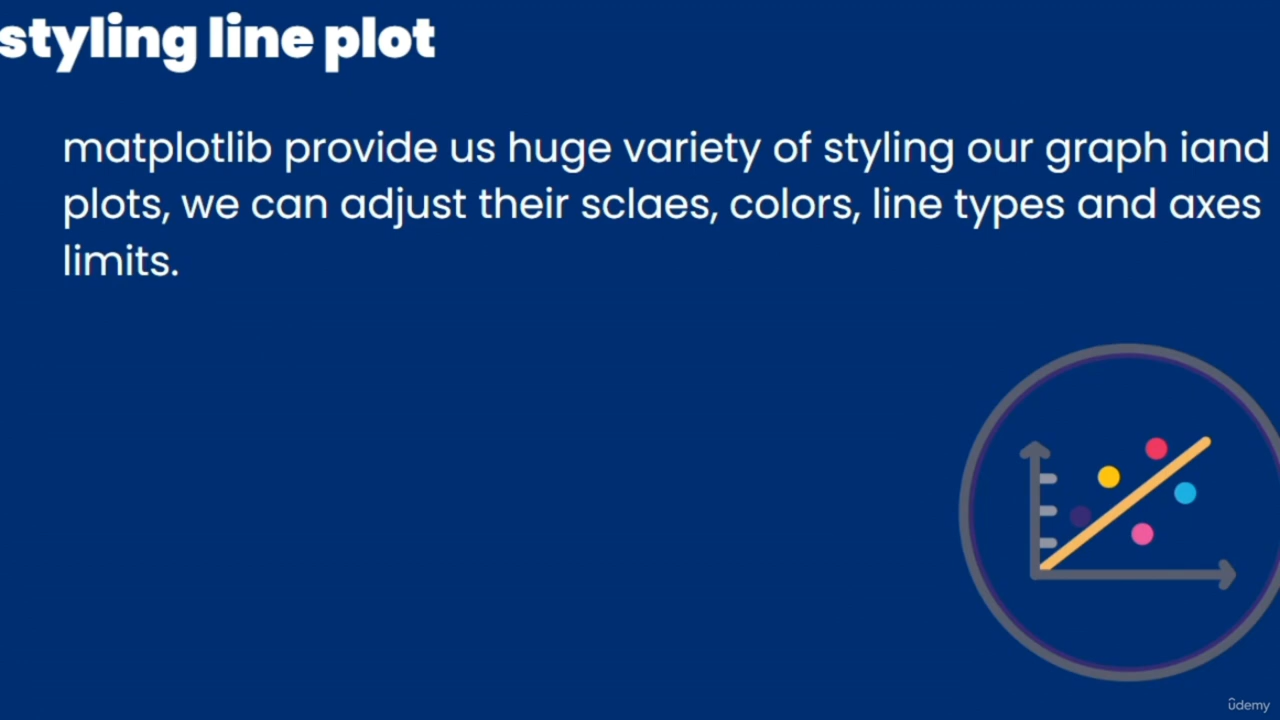 styling line plot
matplotlib provide us huge variety of styling our graph iand
plots, we can adjust their sclaes, colors, line types and axes
limits.
ûdemy